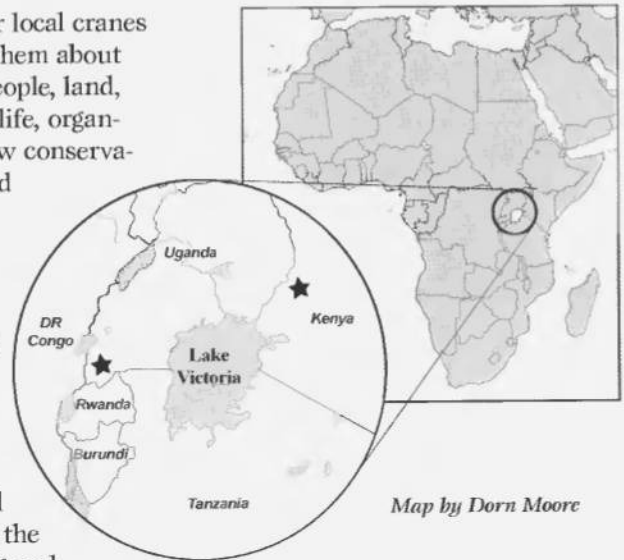 r local cranes
them about
eople, land,
life, organ-
w conserva-
d
Uganda
Kenya
DR
Congo
Lake
Victoria
Rwanda
Burundi
Tanzania
Map by Dorn Moore
the